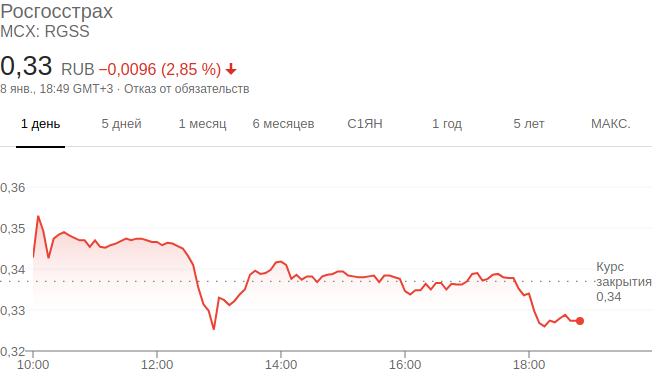 Росгосстрах
MCX: RGSS
0,33 RUB −0,0096 (2,85 %)
8 янв., 18:49 GMT+3 · Отказ от обязательств
1 день 5 дней 1 месяц 6 месяцев С1ЯН 1 год 5 лет МАКС.
0,36
0,35
0,34
0,33
0,32
Курс
закрытия
0,34
10:00 12:00 14:00 16:00 18:00